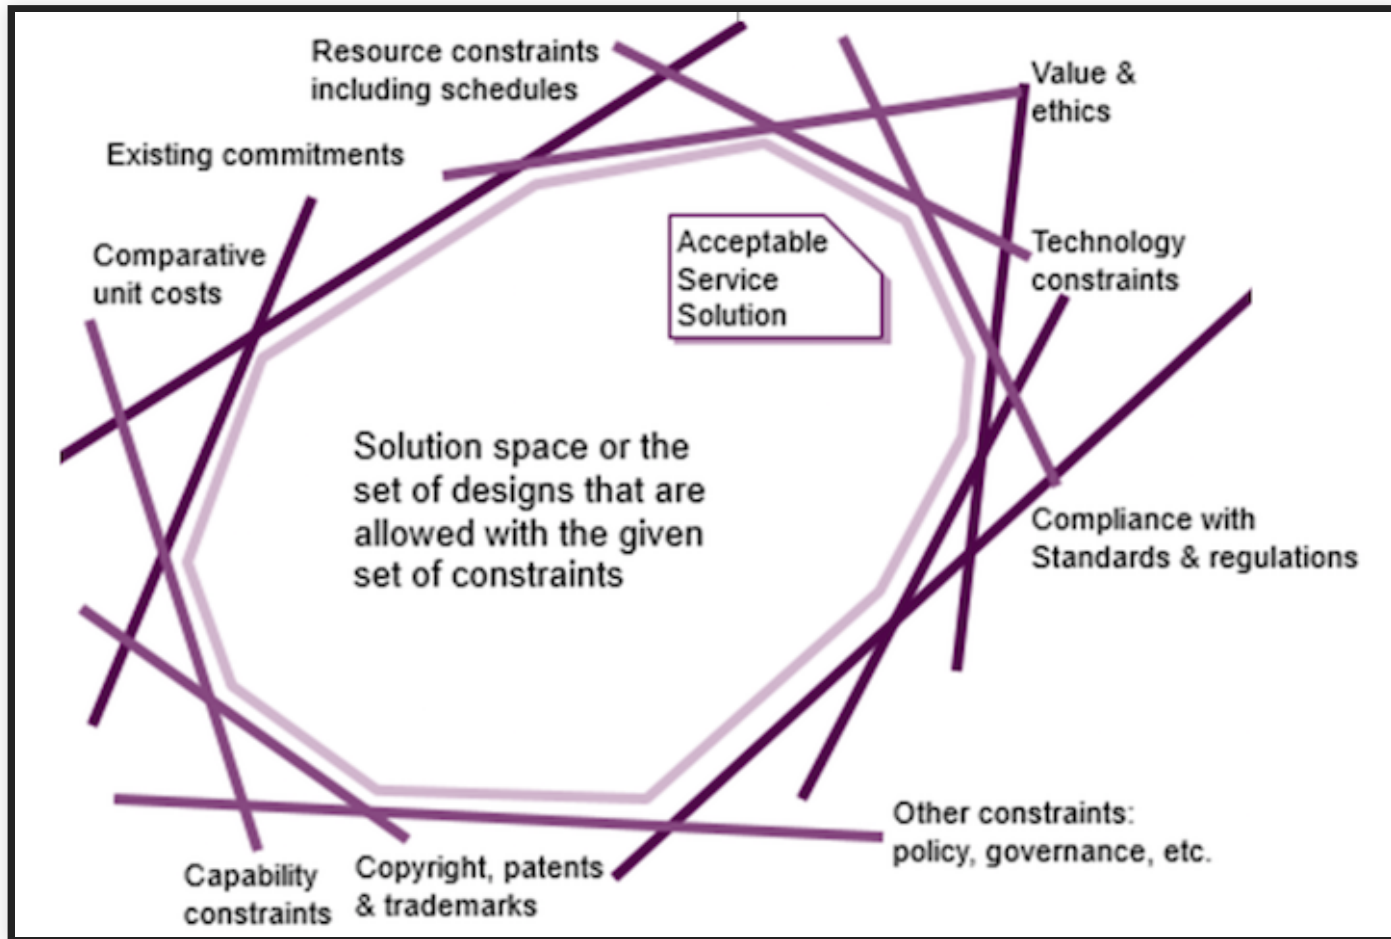 Resource constraints
including schedules
Value &
ethics
Existing commitments
Comparative
unit costs
Acceptable
Service
Solution
Technology
constraints
Solution space or the
set of designs that are
allowed with the given
set of constraints
Compliance with
Standards & regulations
Other constraints:
policy, governance, etc.
Capability
constraints
Copyright, patents
& trademarks